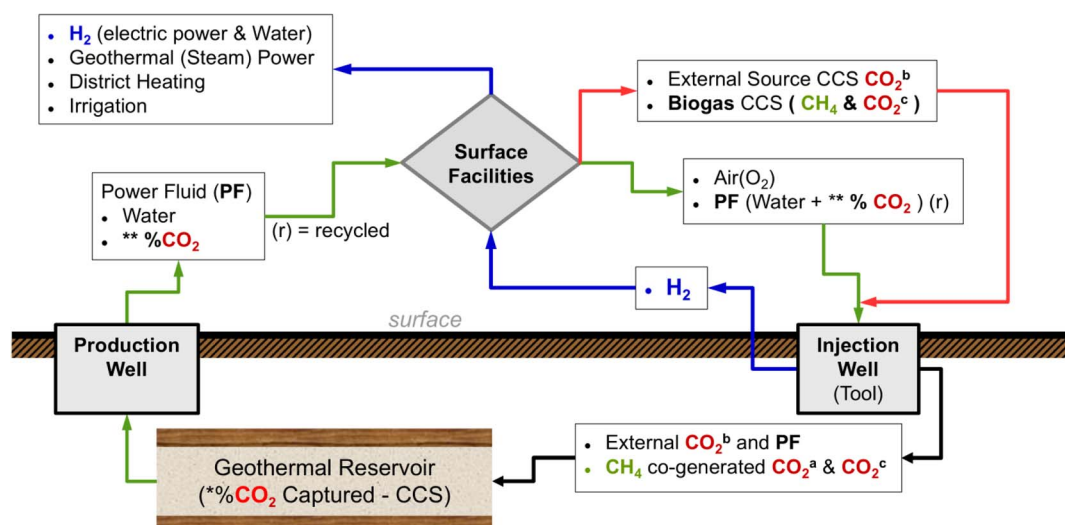 • H₂ (electric power & Water)
• Geothermal (Steam) Power
• District Heating
• Irrigation
• External Source CCS CO₂ᵇ
• Biogas CCS ( CH₄ & CO₂ᶜ )
Surface
Facilities
Power Fluid (PF)
• Water
• ** %CO₂
(r) = recycled
• Air(O₂)
• PF (Water + ** % CO₂ ) (r)
• H₂
surface
Production
Well
Injection
Well
(Tool)
• External CO₂ᵇ and PF
• CH₄ co-generated CO₂ᵃ & CO₂ᶜ
Geothermal Reservoir
(*%CO₂ Captured - CCS)